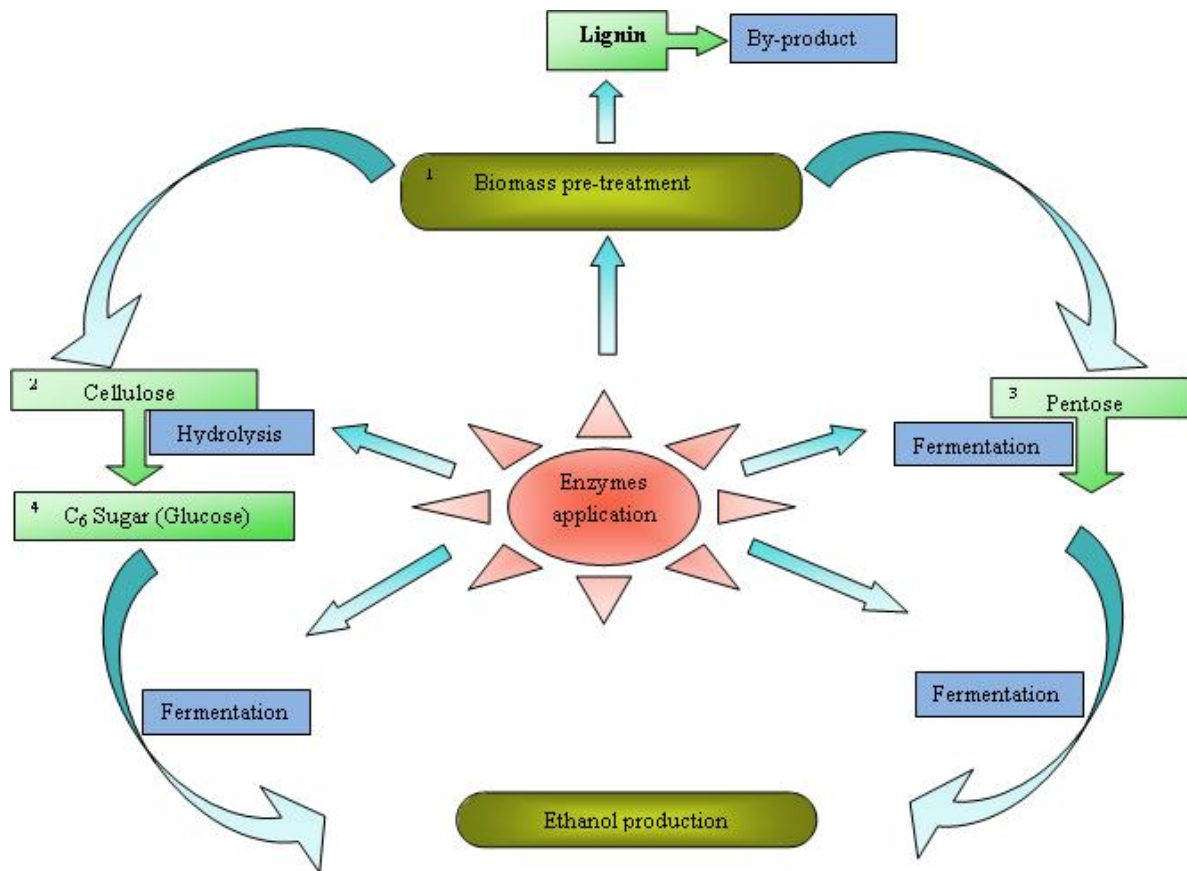 Lignin
By-product
1
Biomass pre-treatment
2
Cellulose
Hydrolysis
3
Pentose
Fermentation
Enzymes
application
4
C₆ Sugar (Glucose)
Fermentation
Fermentation
Ethanol production